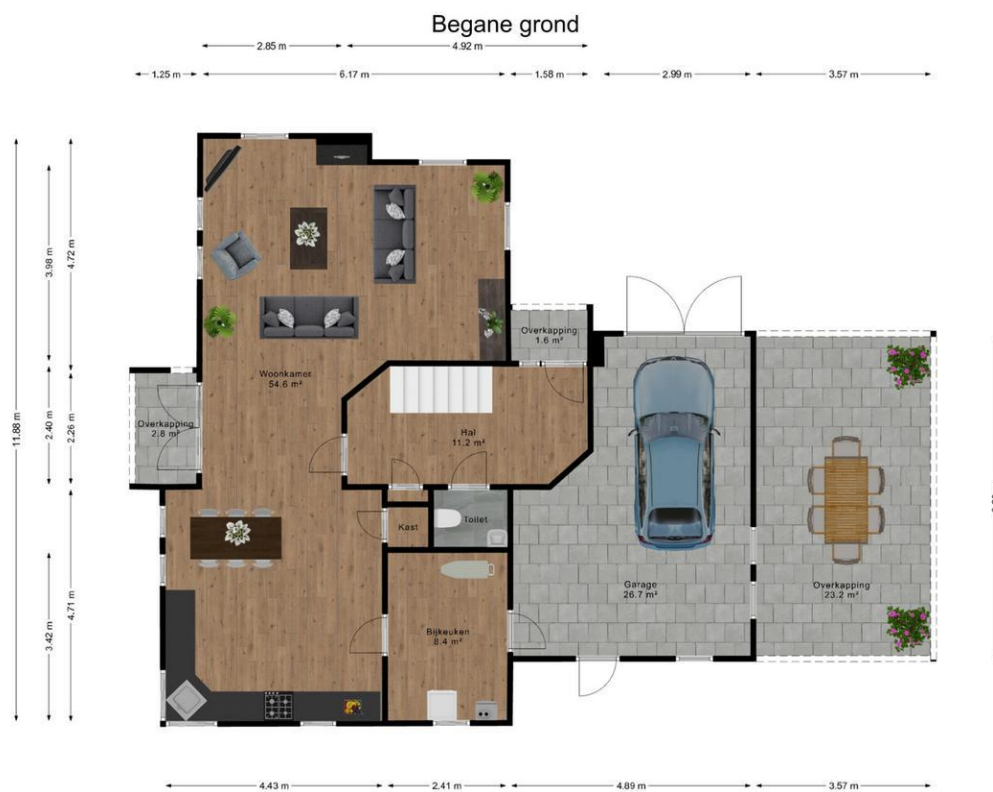 Begane grond
2.85 m
4.92 m
1.25 m
6.17 m
1.58 m
2.99 m
3.57 m
11.88 m
3.98 m
4.72 m
2.40 m
2.26 m
3.42 m
4.71 m
Overkapping
1.6 m²
Woonkamer
54.6 m²
Overkapping
2.8 m²
Hal
11.2 m²
Kast
Toilet
Garage
26.7 m²
Overkapping
23.2 m²
Bijkeuken
8.4 m²
4.43 m
2.41 m
4.89 m
3.57 m